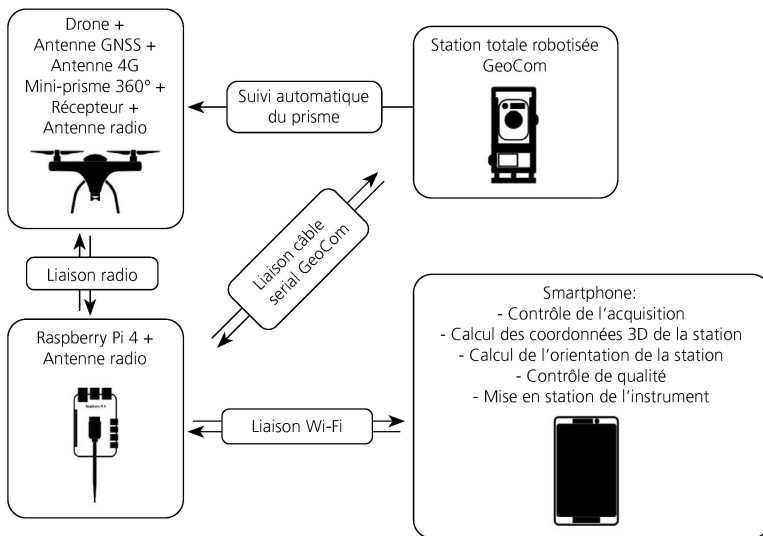 Drone +
Antenne GNSS +
Antenne 4G
Mini-prisme 360° +
Récepteur +
Antenne radio
Suivi automatique
du prisme
Station totale robotisée
GeoCom
Liaison câble
serial GeoCom
Liaison radio
Raspberry Pi 4 +
Antenne radio
Raspberry Pi 4
Liaison Wi-Fi
Smartphone:
- Contrôle de l'acquisition
- Calcul des coordonnées 3D de la station
- Calcul de l'orientation de la station
- Contrôle de qualité
- Mise en station de l'instrument